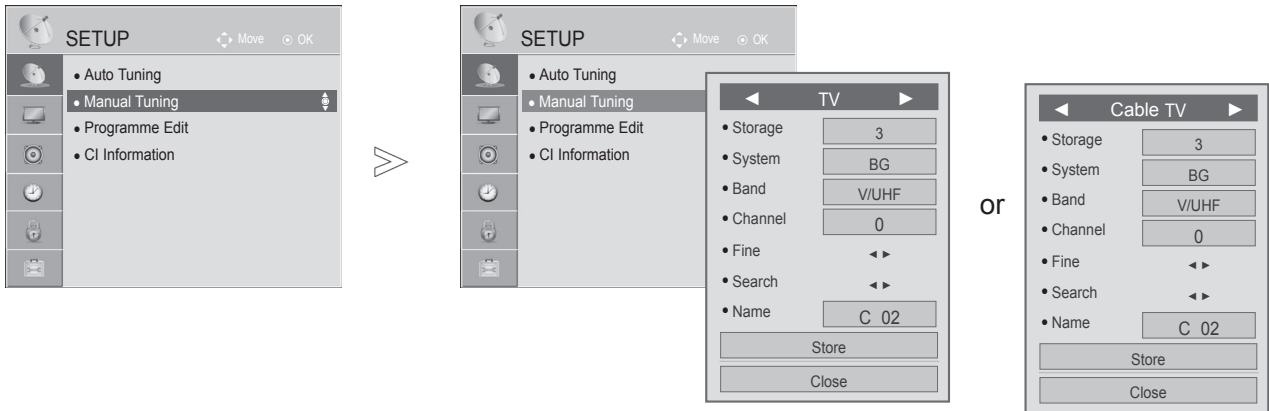 SETUP
Move
OK
• Auto Tuning
• Manual Tuning
• Programme Edit
• CI Information
SETUP
Move
OK
• Auto Tuning
• Manual Tuning
• Programme Edit
• CI Information
◄ TV ►
• Storage 3
• System BG
• Band V/UHF
• Channel 0
• Fine ◄ ►
• Search ◄ ►
• Name C 02
Store
Close
or
◄ Cable TV ►
• Storage 3
• System BG
• Band V/UHF
• Channel 0
• Fine ◄ ►
• Search ◄ ►
• Name C 02
Store
Close